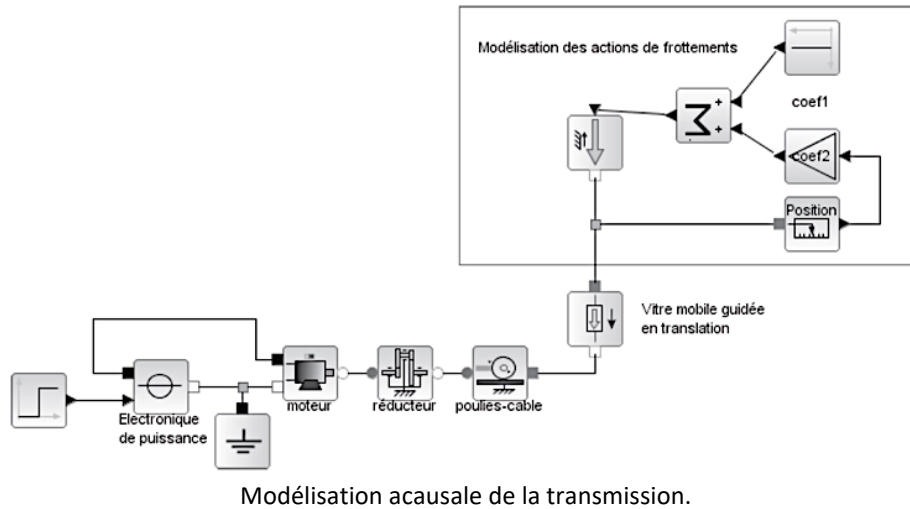 Modélisation des actions de frottements
coef1
coef2
Position
Vitre mobile guidée
en translation
Electronique
de puissance
moteur
réducteur
poulies-cable
Modélisation acausale de la transmission.